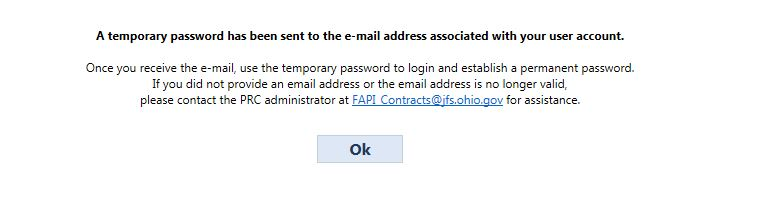 A temporary password has been sent to the e-mail address associated with your user account.
Once you receive the e-mail, use the temporary password to login and establish a permanent password.
If you did not provide an email address or the email address is no longer valid,
please contact the PRC administrator at FAPI_Contracts@jfs.ohio.gov for assistance.
Ok